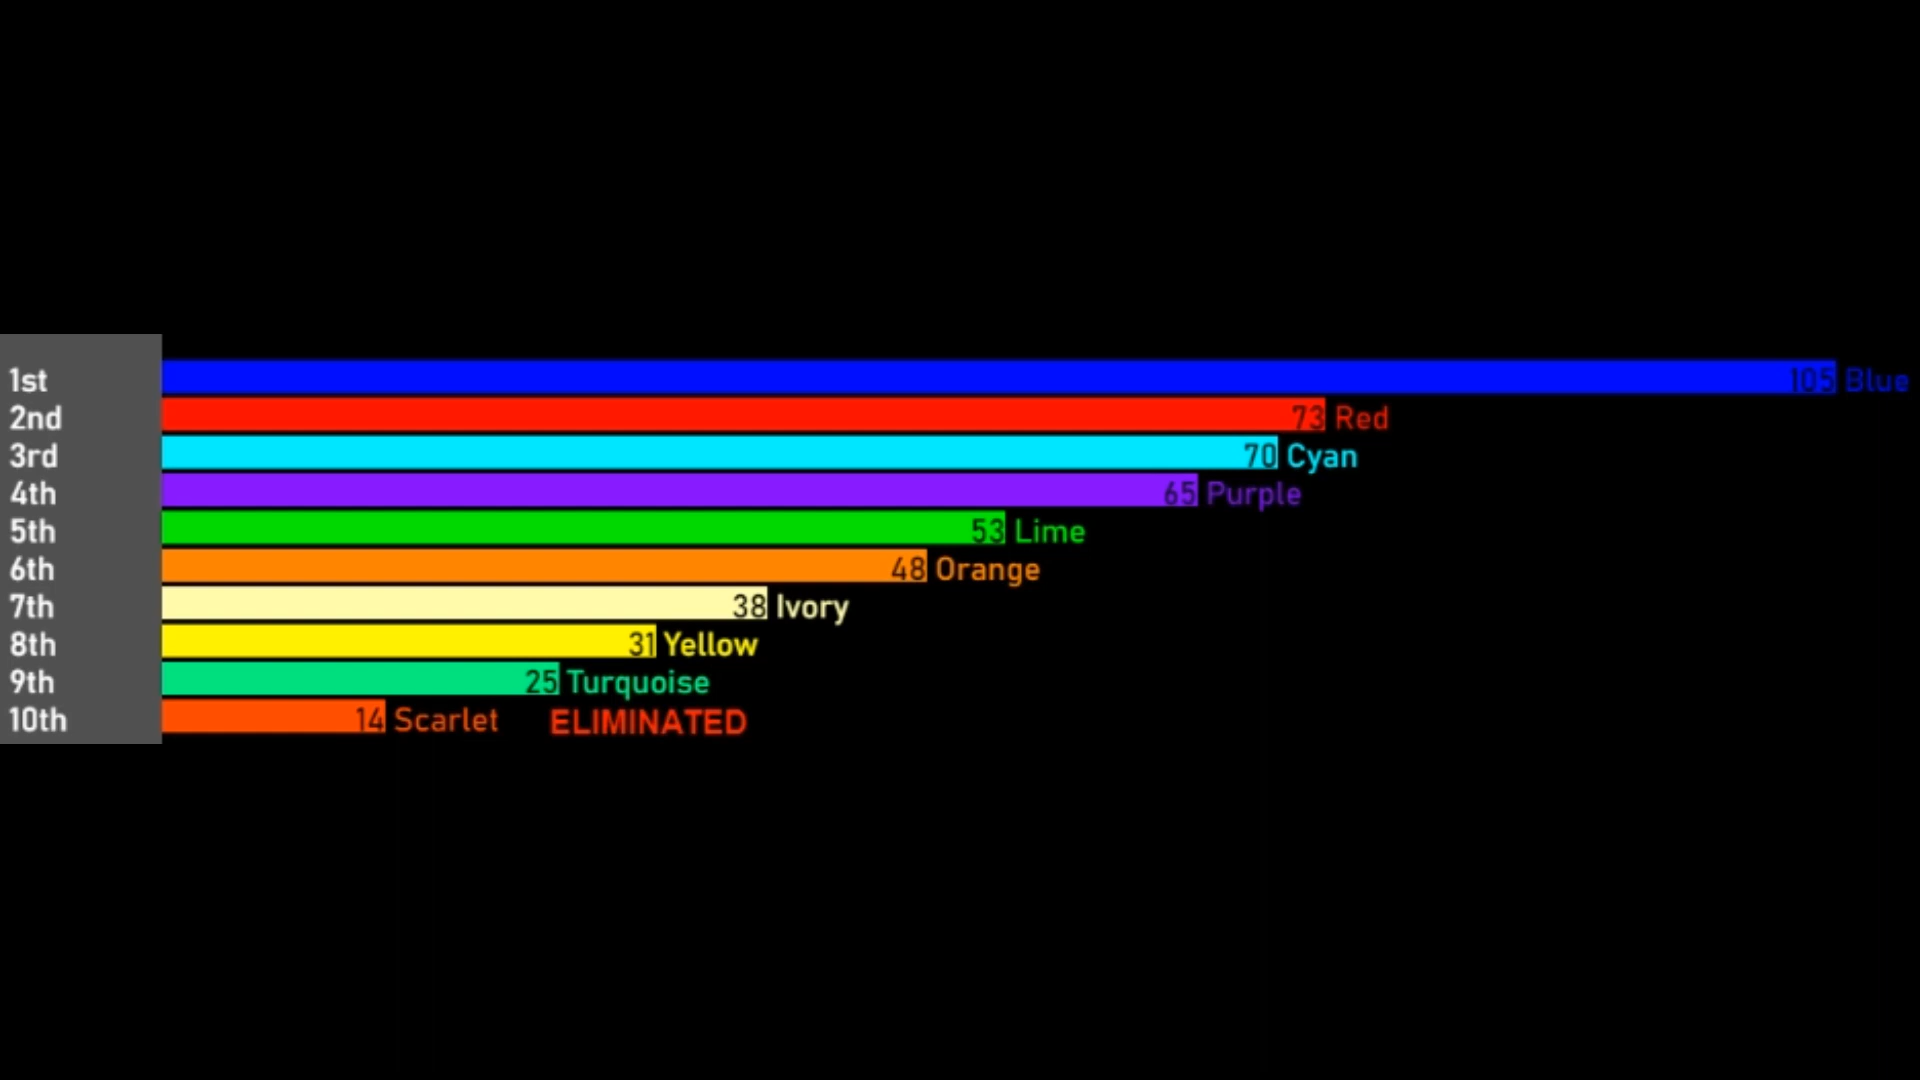 1st 105 Blue
2nd 73 Red
3rd 70 Cyan
4th 65 Purple
5th 53 Lime
6th 48 Orange
7th 38 Ivory
8th 31 Yellow
9th 25 Turquoise
10th 14 Scarlet ELIMINATED